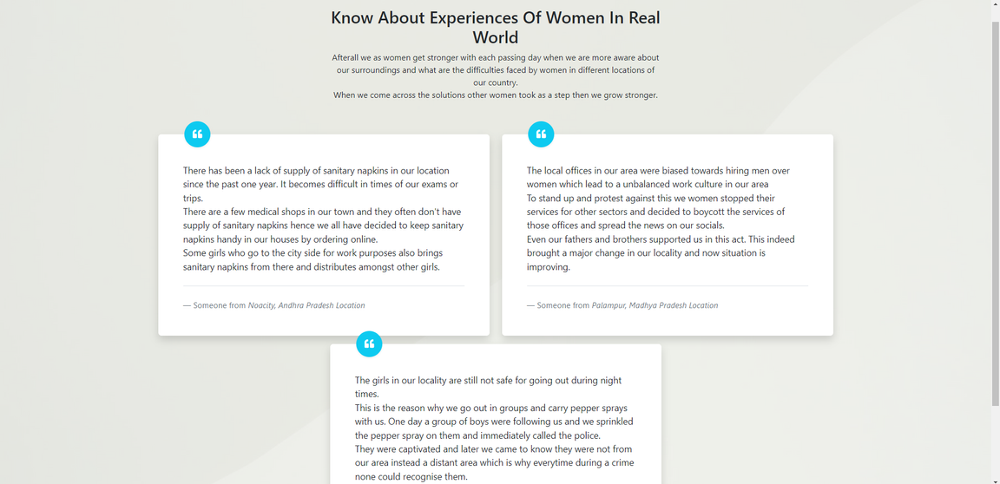 Know About Experiences Of Women In Real
World
Afterall we as women get stronger with each passing day when we are more aware about
our surroundings and what are the difficulties faced by women in different locations of
our country.
When we come across the solutions other women took as a step then we grow stronger.
There has been a lack of supply of sanitary napkins in our location
since the past one year. It becomes difficult in times of our exams or
trips.
There are a few medical shops in our town and they often don't have
supply of sanitary napkins hence we all have decided to keep sanitary
napkins handy in our houses by ordering online.
Some girls who go to the city side for work purposes also brings
sanitary napkins from there and distributes amongst other girls.
— Someone from Noacity, Andhra Pradesh Location
The local offices in our area were biased towards hiring men over
women which lead to a unbalanced work culture in our area
To stand up and protest against this we women stopped their
services for other sectors and decided to boycott the services of
those offices and spread the news on our socials.
Even our fathers and brothers supported us in this act. This indeed
brought a major change in our locality and now situation is
improving.
— Someone from Palampur, Madhya Pradesh Location
The girls in our locality are still not safe for going out during night
times.
This is the reason why we go out in groups and carry pepper sprays
with us. One day a group of boys were following us and we sprinkled
the pepper spray on them and immediately called the police.
They were captivated and later we came to know they were not from
our area instead a distant area which is why everytime during a crime
none could recognise them.